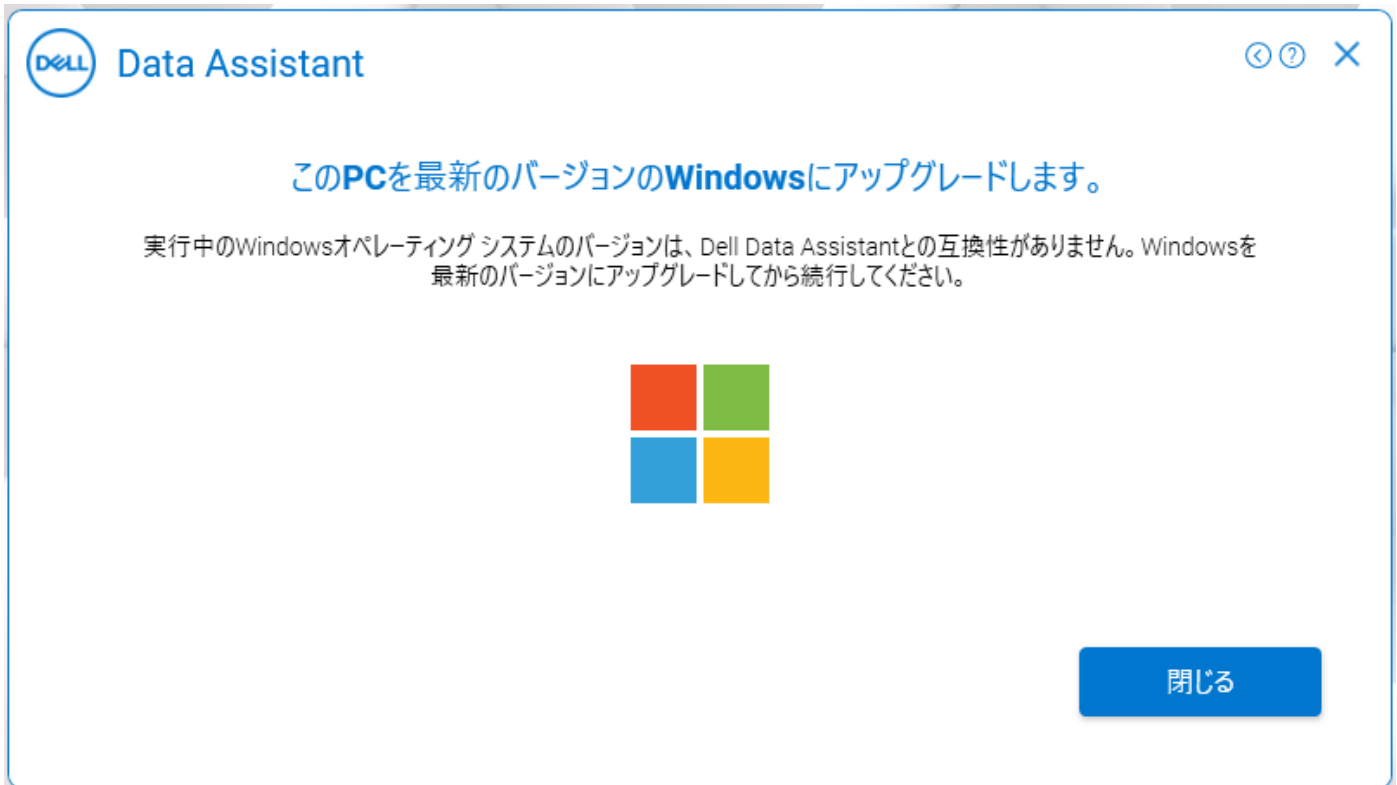 DELL
Data Assistant
このPCを最新のバージョンのWindowsにアップグレードします。
実行中のWindowsオペレーティング システムのバージョンは、Dell Data Assistantとの互換性がありません。Windowsを
最新のバージョンにアップグレードしてから続行してください。
閉じる